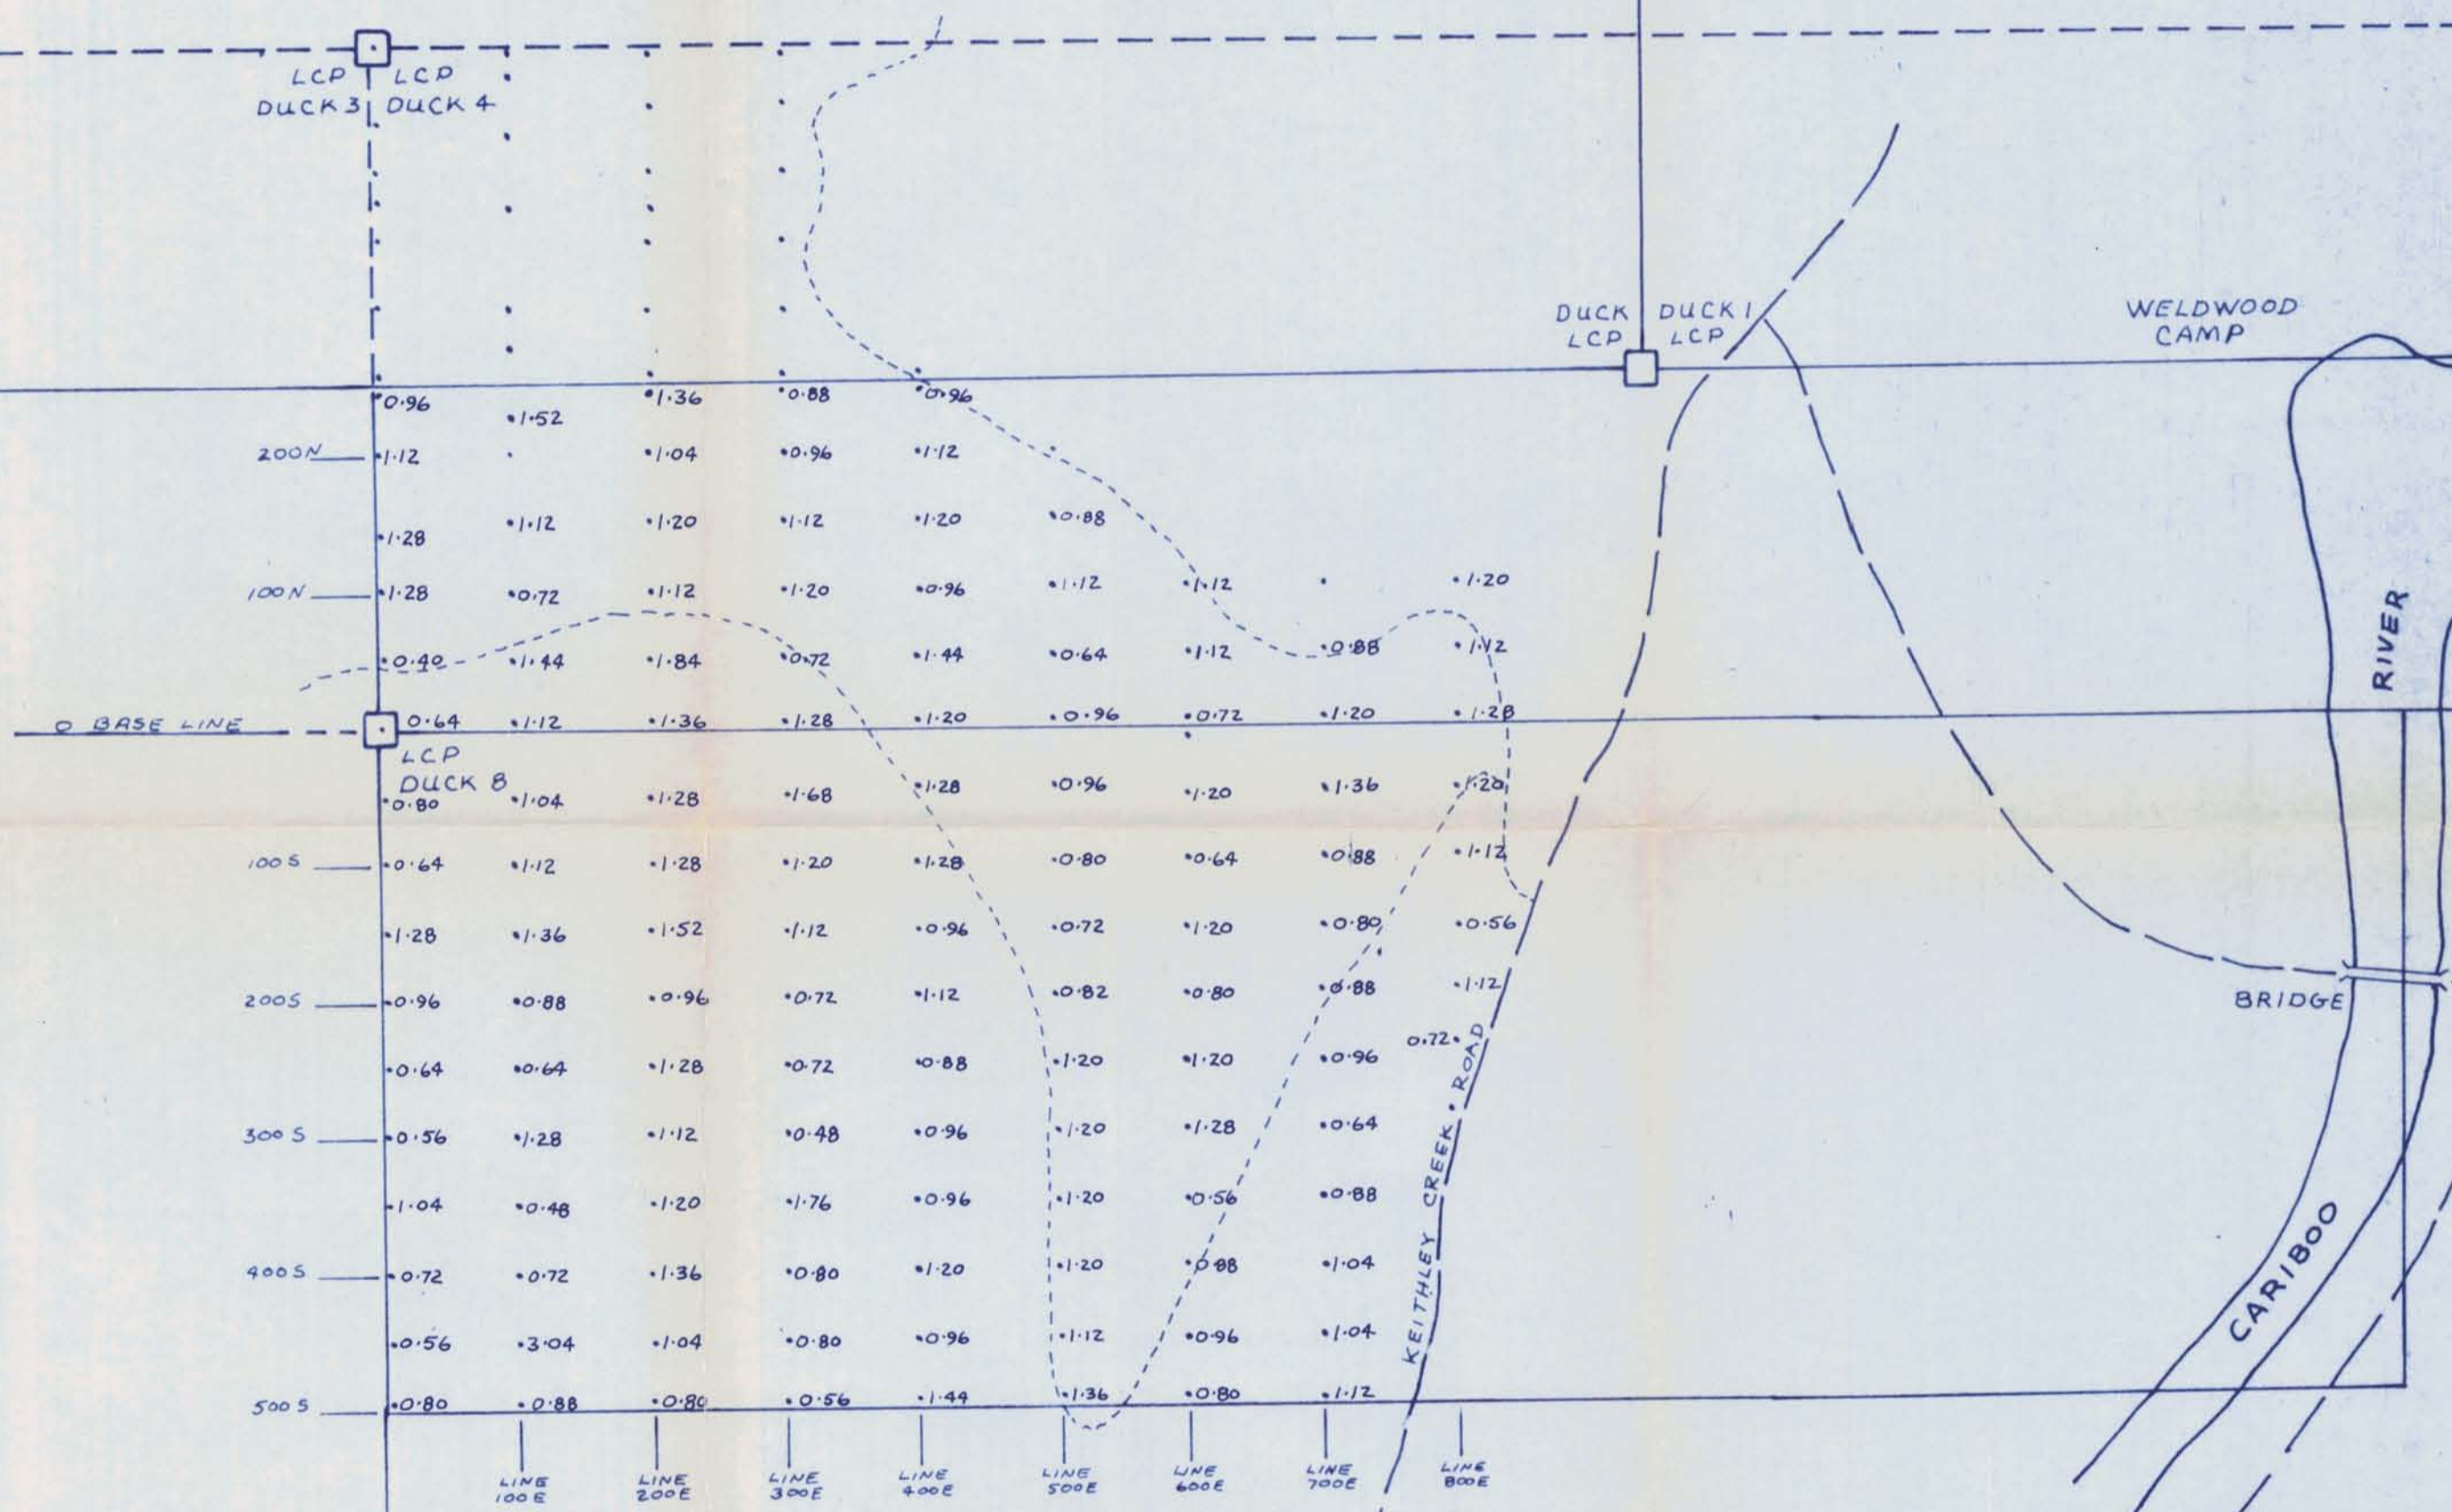 LCP LCP
DUCK 3 DUCK 4
DUCK DUCK 1
LCP LCP
WELDWOOD
CAMP
0.96 1.52 1.36 0.88 0.96
200N 1.12 1.04 0.96 1.12
1.28 1.12 1.20 1.12 1.20 0.88
100N 1.28 0.72 1.12 1.20 0.96 1.12 1.12 1.20
0.40 1.44 1.84 0.72 1.44 0.64 1.12 0.88 1.12
O BASE LINE 0.64 1.12 1.36 1.28 1.20 0.96 0.72 1.20 1.28
LCP
DUCK 8
0.80 1.04 1.28 1.68 1.28 0.96 1.20 1.36 1.20
100S 0.64 1.12 1.28 1.20 1.28 0.80 0.64 0.88 1.12
1.28 1.36 1.52 1.12 0.96 0.72 1.20 0.80 0.56
200S 0.96 0.88 0.96 0.72 1.12 0.82 0.80 0.88 1.12
0.64 0.64 1.28 0.72 0.88 1.20 1.20 0.96 0.72
300S 0.56 1.28 1.12 0.48 0.96 1.20 1.28 0.64
1.04 0.48 1.20 1.76 0.96 1.20 0.56 0.88
400S 0.72 0.72 1.36 0.80 1.20 1.20 0.88 1.04
0.56 3.04 1.04 0.80 0.96 1.12 0.96 1.04
500S 0.80 0.88 0.80 0.56 1.44 1.36 0.80 1.12
LINE
100E
LINE
200E
LINE
300E
LINE
400E
LINE
500E
LINE
600E
LINE
700E
LINE
800E
KEITHLEY CREEK ROAD
BRIDGE
CARIBOO
RIVER